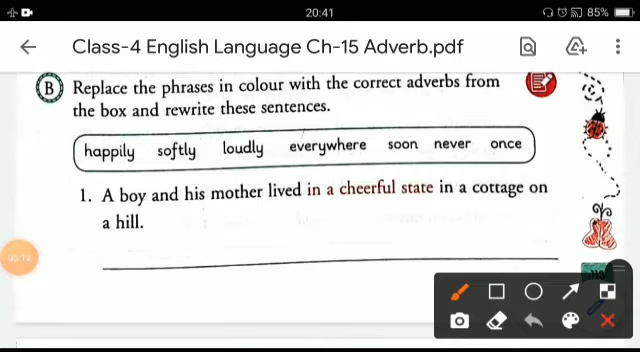 20:41
85%
Class-4 English Language Ch-15 Adverb.pdf
B Replace the phrases in colour with the correct adverbs from
the box and rewrite these sentences.
happily softly loudly everywhere soon never once
1. A boy and his mother lived in a cheerful state in a cottage on
a hill.
113